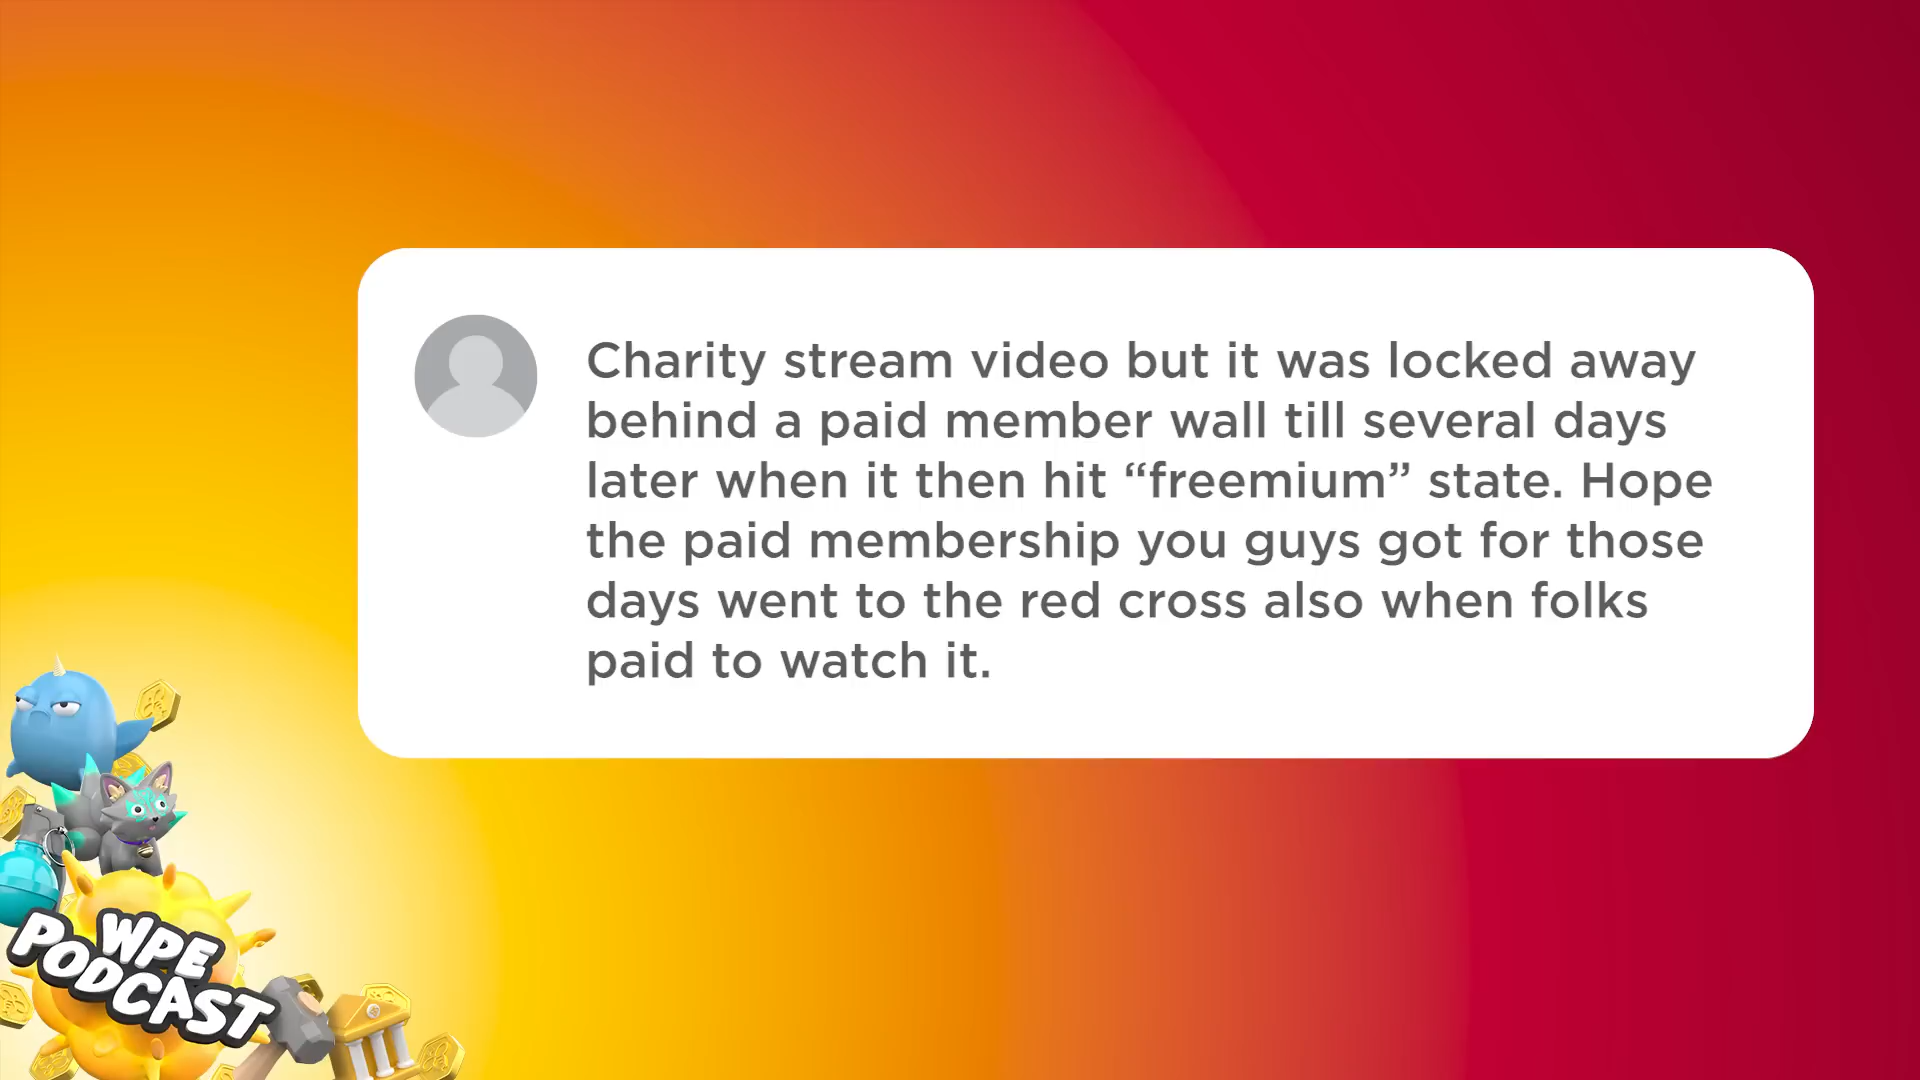 Charity stream video but it was locked away
behind a paid member wall till several days
later when it then hit “freemium” state. Hope
the paid membership you guys got for those
days went to the red cross also when folks
paid to watch it.
WPE
PODCAST